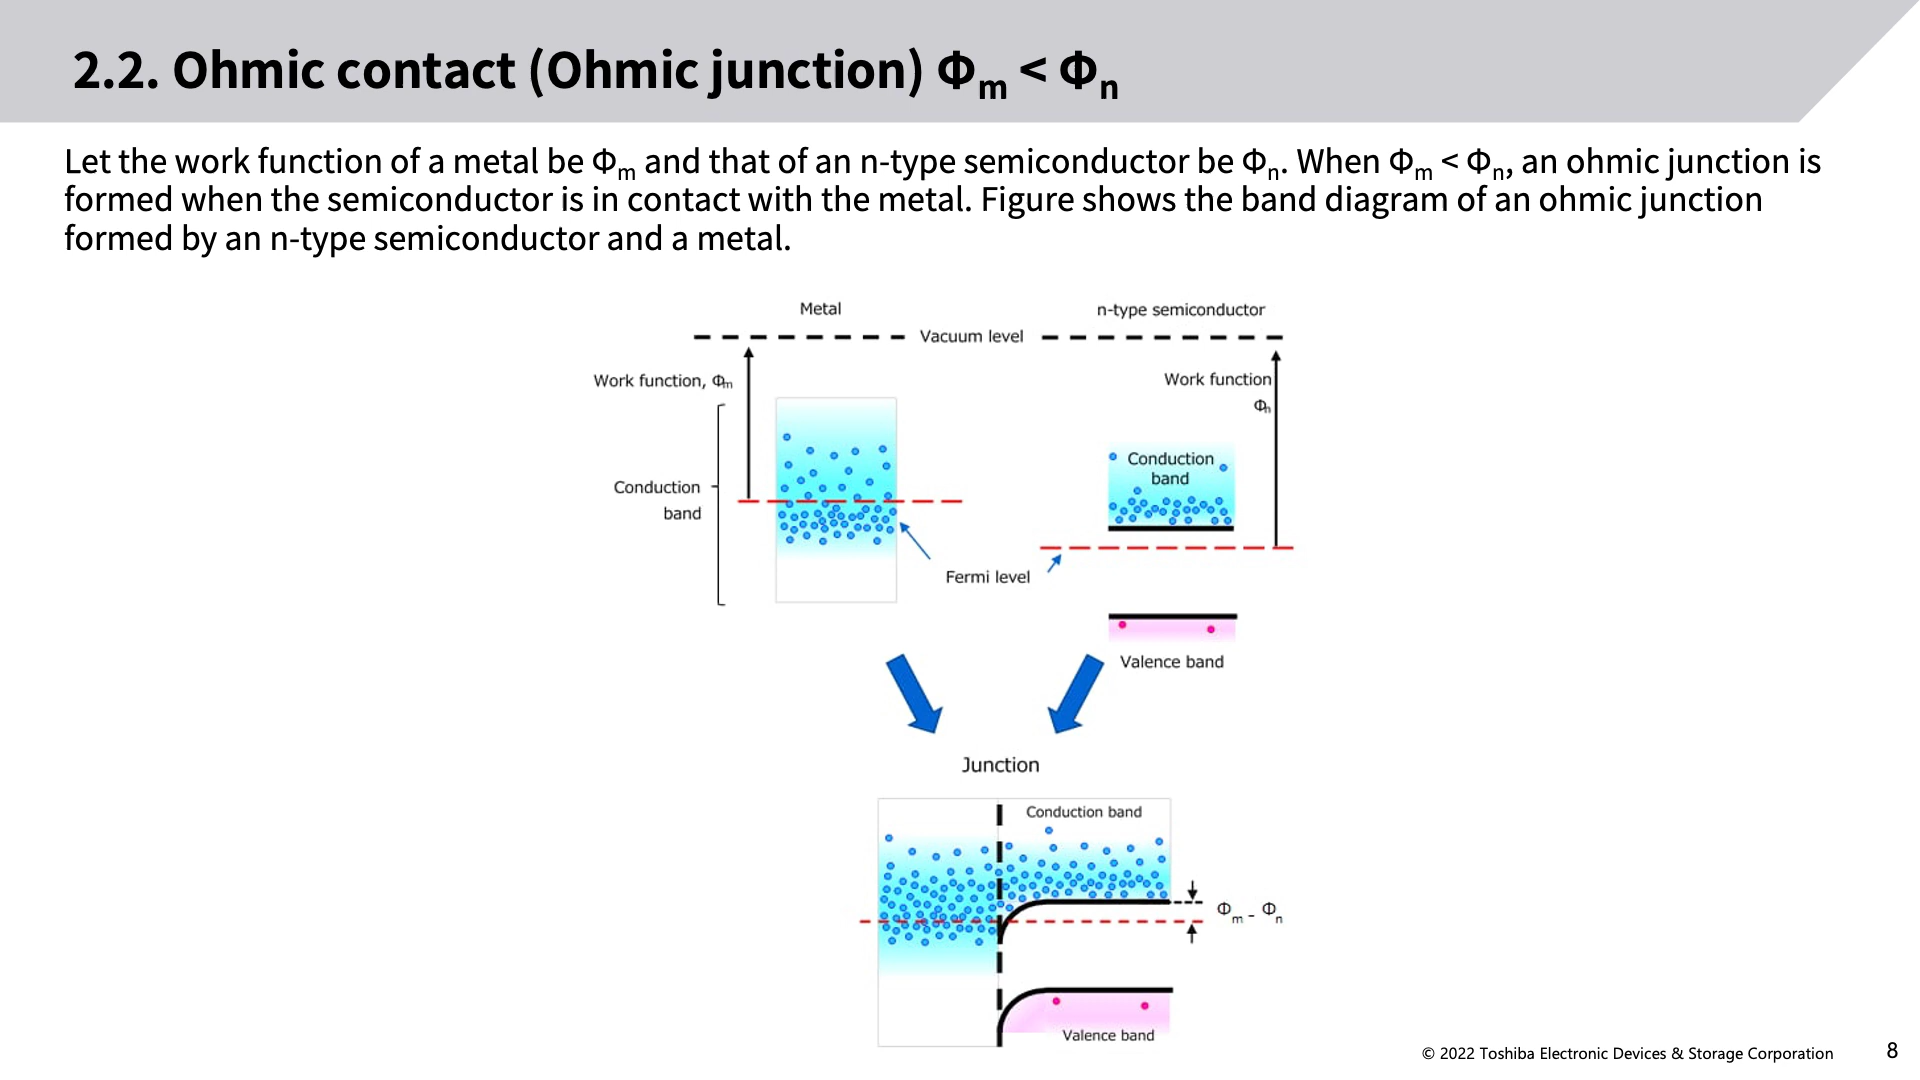 2.2. Ohmic contact (Ohmic junction) Φm < Φn
Let the work function of a metal be Φm and that of an n-type semiconductor be Φn. When Φm < Φn, an ohmic junction is
formed when the semiconductor is in contact with the metal. Figure shows the band diagram of an ohmic junction
formed by an n-type semiconductor and a metal.
Metal
n-type semiconductor
Vacuum level
Work function, Φm
Work function
Φn
Conduction
band
Conduction
band
Fermi level
Valence band
Junction
Conduction band
Φm - Φn
Valence band
© 2022 Toshiba Electronic Devices & Storage Corporation
8